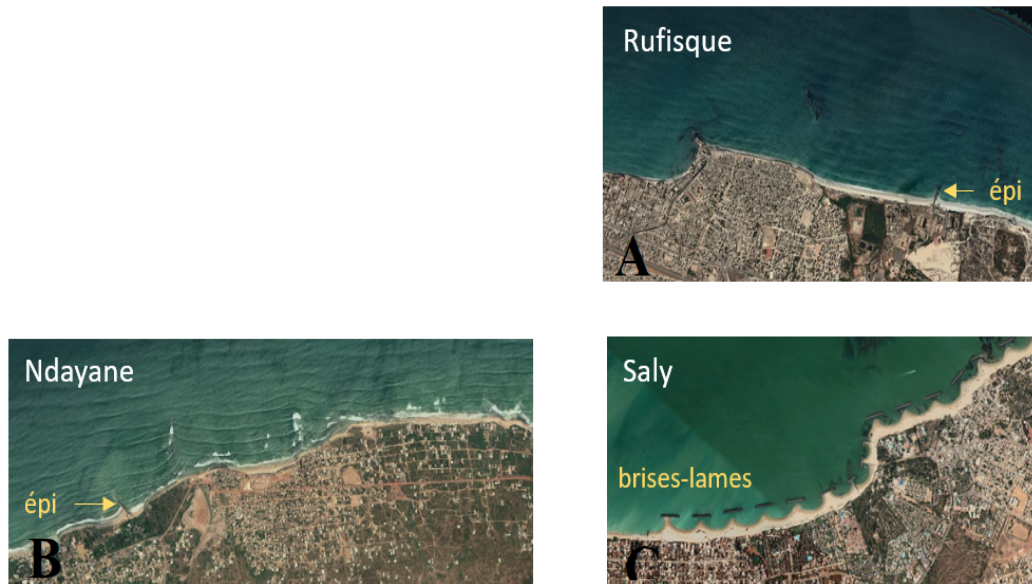 Rufisque
épi
A
Ndayane
épi
B
Saly
brises-lames
C